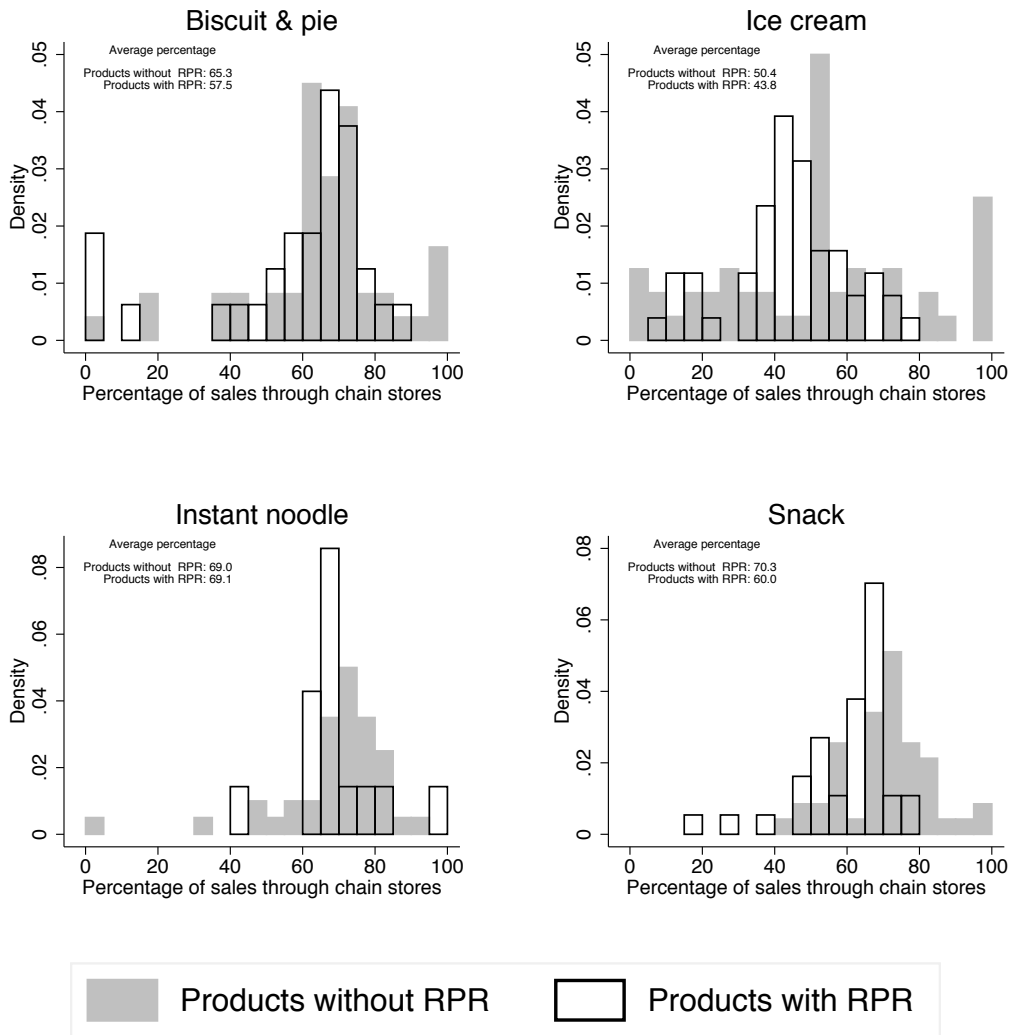 Biscuit & pie
Average percentage
Products without RPR: 65.3
Products with RPR: 57.5
Density
0 .01 .02 .03 .04 .05
0 20 40 60 80 100
Percentage of sales through chain stores
Ice cream
Average percentage
Products without RPR: 50.4
Products with RPR: 43.8
Density
0 .01 .02 .03 .04 .05
0 20 40 60 80 100
Percentage of sales through chain stores
Instant noodle
Average percentage
Products without RPR: 69.0
Products with RPR: 69.1
Density
0 .02 .04 .06 .08
0 20 40 60 80 100
Percentage of sales through chain stores
Snack
Average percentage
Products without RPR: 70.3
Products with RPR: 60.0
Density
0 .02 .04 .06 .08
0 20 40 60 80 100
Percentage of sales through chain stores
Products without RPR
Products with RPR